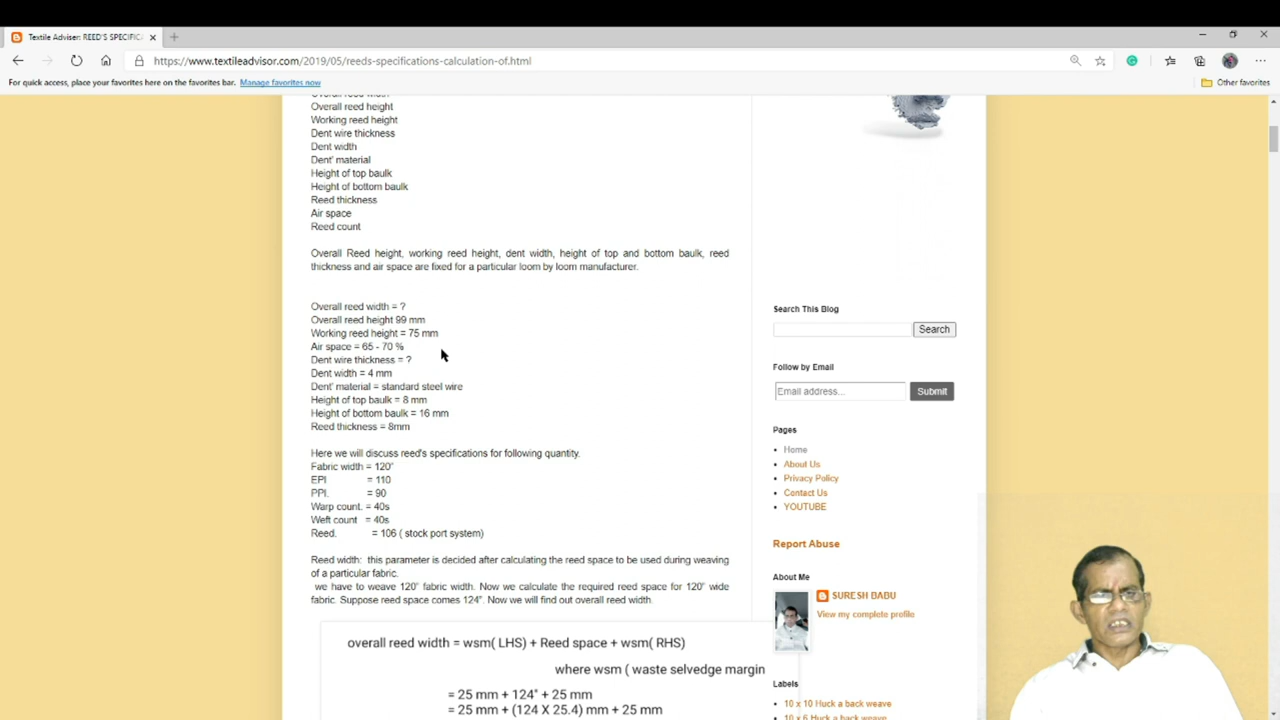 Textile Adviser: REED'S SPECIFIC
https://www.textileadvisor.com/2019/05/reeds-specifications-calculation-of.html
For quick access, place your favorites here on the favorites bar. Manage favorites now
Other favorites
Overall reed height
Working reed height
Dent wire thickness
Dent width
Dent' material
Height of top baulk
Height of bottom baulk
Reed thickness
Air space
Reed count
Overall Reed height, working reed height, dent width, height of top and bottom baulk, reed
thickness and air space are fixed for a particular loom by loom manufacturer.
Overall reed width = ?
Overall reed height 99 mm
Working reed height = 75 mm
Air space = 65 - 70 %
Dent wire thickness = ?
Dent width = 4 mm
Dent' material = standard steel wire
Height of top baulk = 8 mm
Height of bottom baulk = 16 mm
Reed thickness = 8mm
Here we will discuss reed's specifications for following quantity.
Fabric width = 120"
EPI = 110
PPI. = 90
Warp count. = 40s
Weft count = 40s
Reed. = 106 ( stock port system)
Reed width: this parameter is decided after calculating the reed space to be used during weaving
of a particular fabric.
we have to weave 120" fabric width. Now we calculate the required reed space for 120" wide
fabric. Suppose reed space comes 124". Now we will find out overall reed width.
overall reed width = wsm( LHS) + Reed space + wsm( RHS)
where wsm ( waste selvedge margin
= 25 mm + 124" + 25 mm
= 25 mm + (124 X 25.4) mm + 25 mm
Search This Blog
Search
Follow by Email
Email address...
Submit
Pages
Home
About Us
Privacy Policy
Contact Us
YOUTUBE
Report Abuse
About Me
SURESH BABU
View my complete profile
Labels
10 x 10 Huck a back weave
10 x 6 Huck a back weave